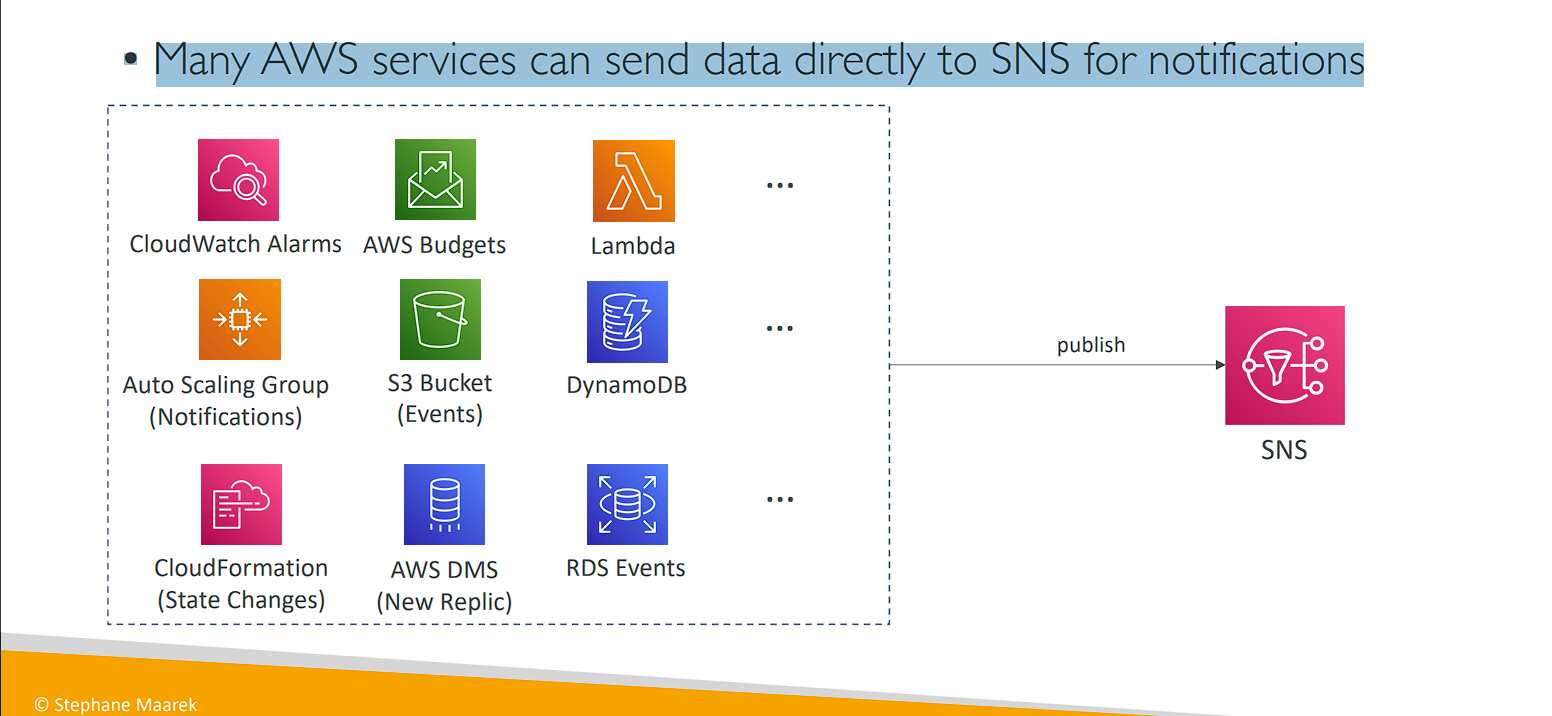 • Many AWS services can send data directly to SNS for notifications
CloudWatch Alarms AWS Budgets Lambda ...
Auto Scaling Group
(Notifications)
S3 Bucket
(Events)
DynamoDB
...
CloudFormation
(State Changes)
AWS DMS
(New Replic)
RDS Events
...
publish
SNS
© Stephane Maarek